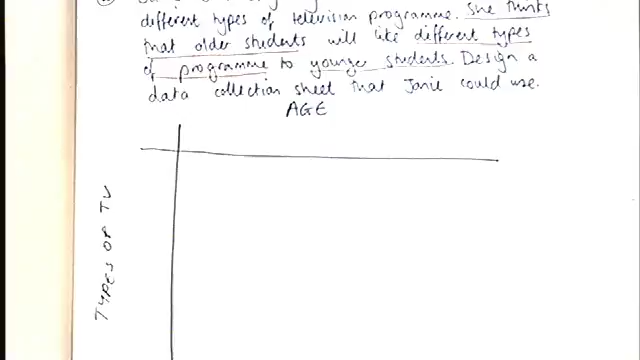 different types of television programme. She thinks
that older students will like different types
of programme to younger students. Design a
data collection sheet that Janie could use.
AGE
TYPES OF TV